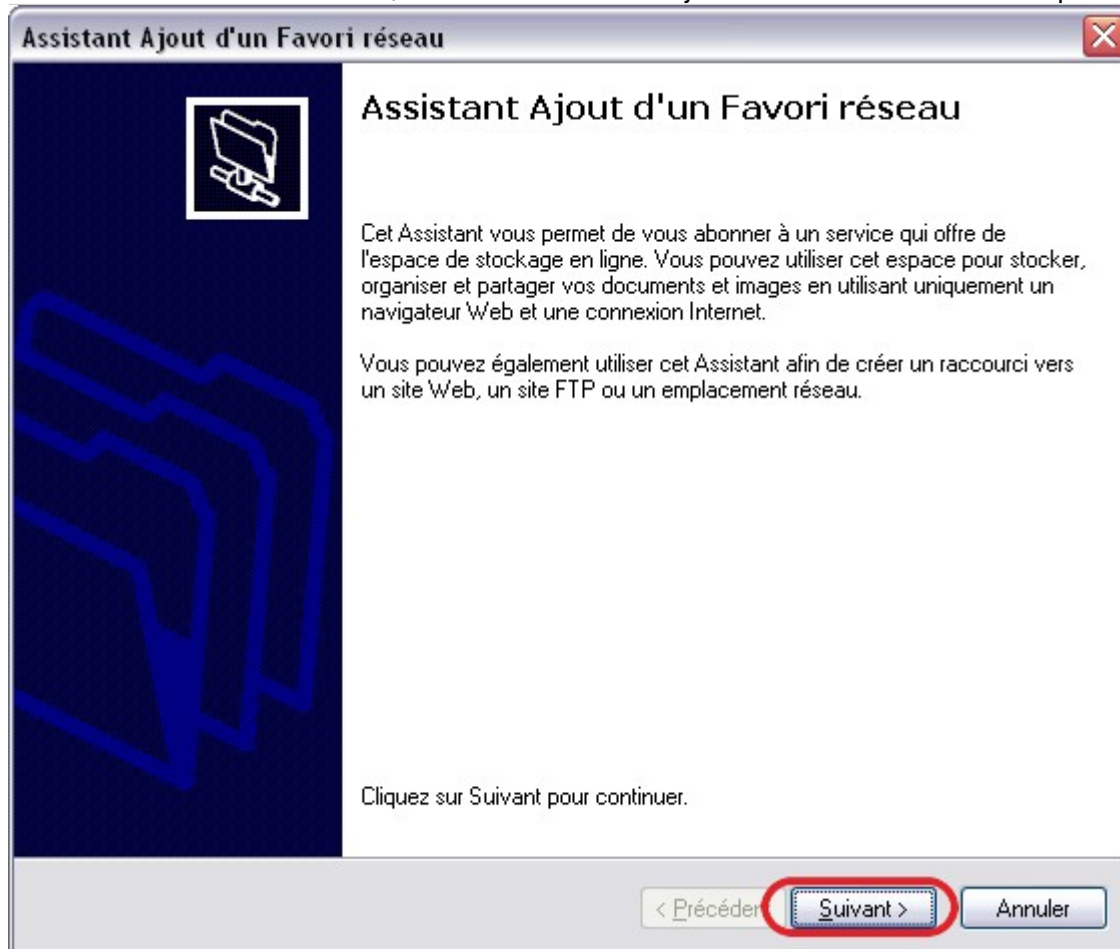 Assistant Ajout d'un Favori réseau
Assistant Ajout d'un Favori réseau
Cet Assistant vous permet de vous abonner à un service qui offre de
l'espace de stockage en ligne. Vous pouvez utiliser cet espace pour stocker,
organiser et partager vos documents et images en utilisant uniquement un
navigateur Web et une connexion Internet.
Vous pouvez également utiliser cet Assistant afin de créer un raccourci vers
un site Web, un site FTP ou un emplacement réseau.
Cliquez sur Suivant pour continuer.
< Précéden Suivant > Annuler